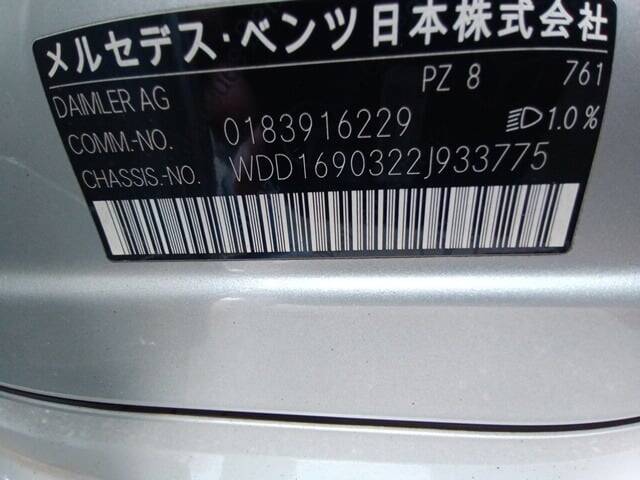 メルセデス・ベンツ日本株式会社
DAIMLER AG PZ 8 761
COMM.-NO. 0183916229 1.0%
CHASSIS.-NO. WDD1690322J933775